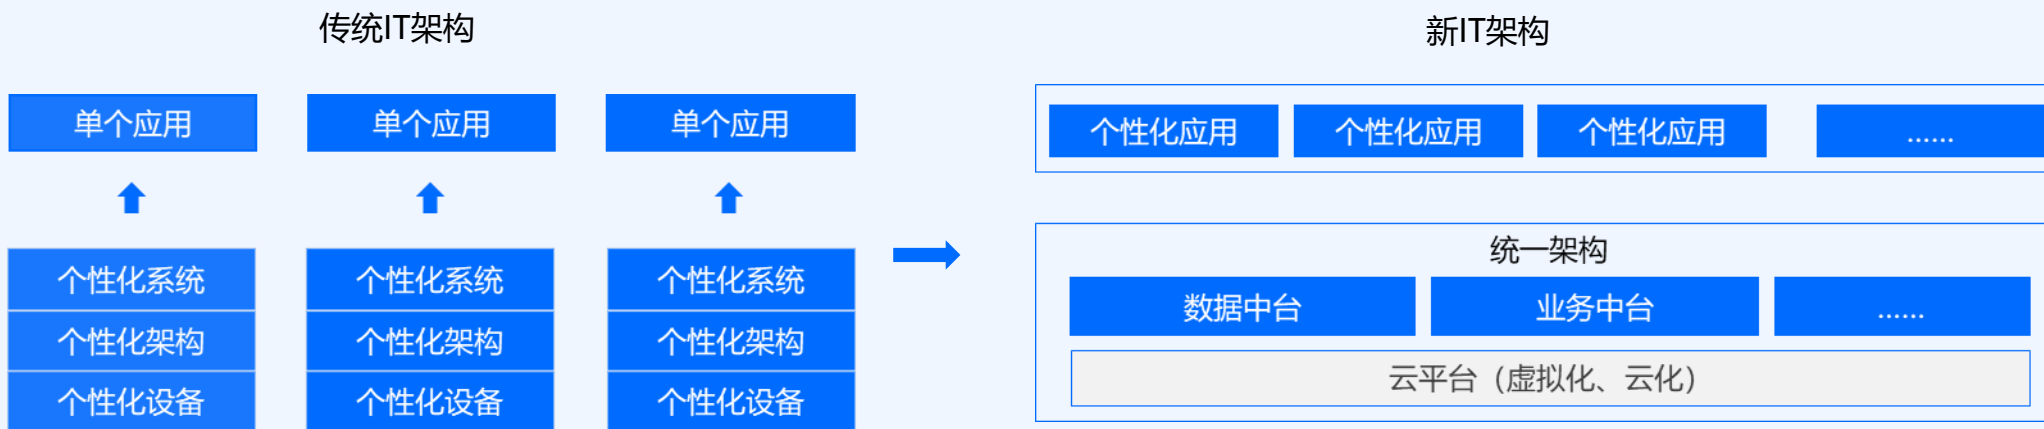 传统IT架构
单个应用
单个应用
单个应用
个性化系统
个性化架构
个性化设备
个性化系统
个性化架构
个性化设备
个性化系统
个性化架构
个性化设备
新IT架构
个性化应用
个性化应用
个性化应用
......
统一架构
数据中台
业务中台
......
云平台（虚拟化、云化）